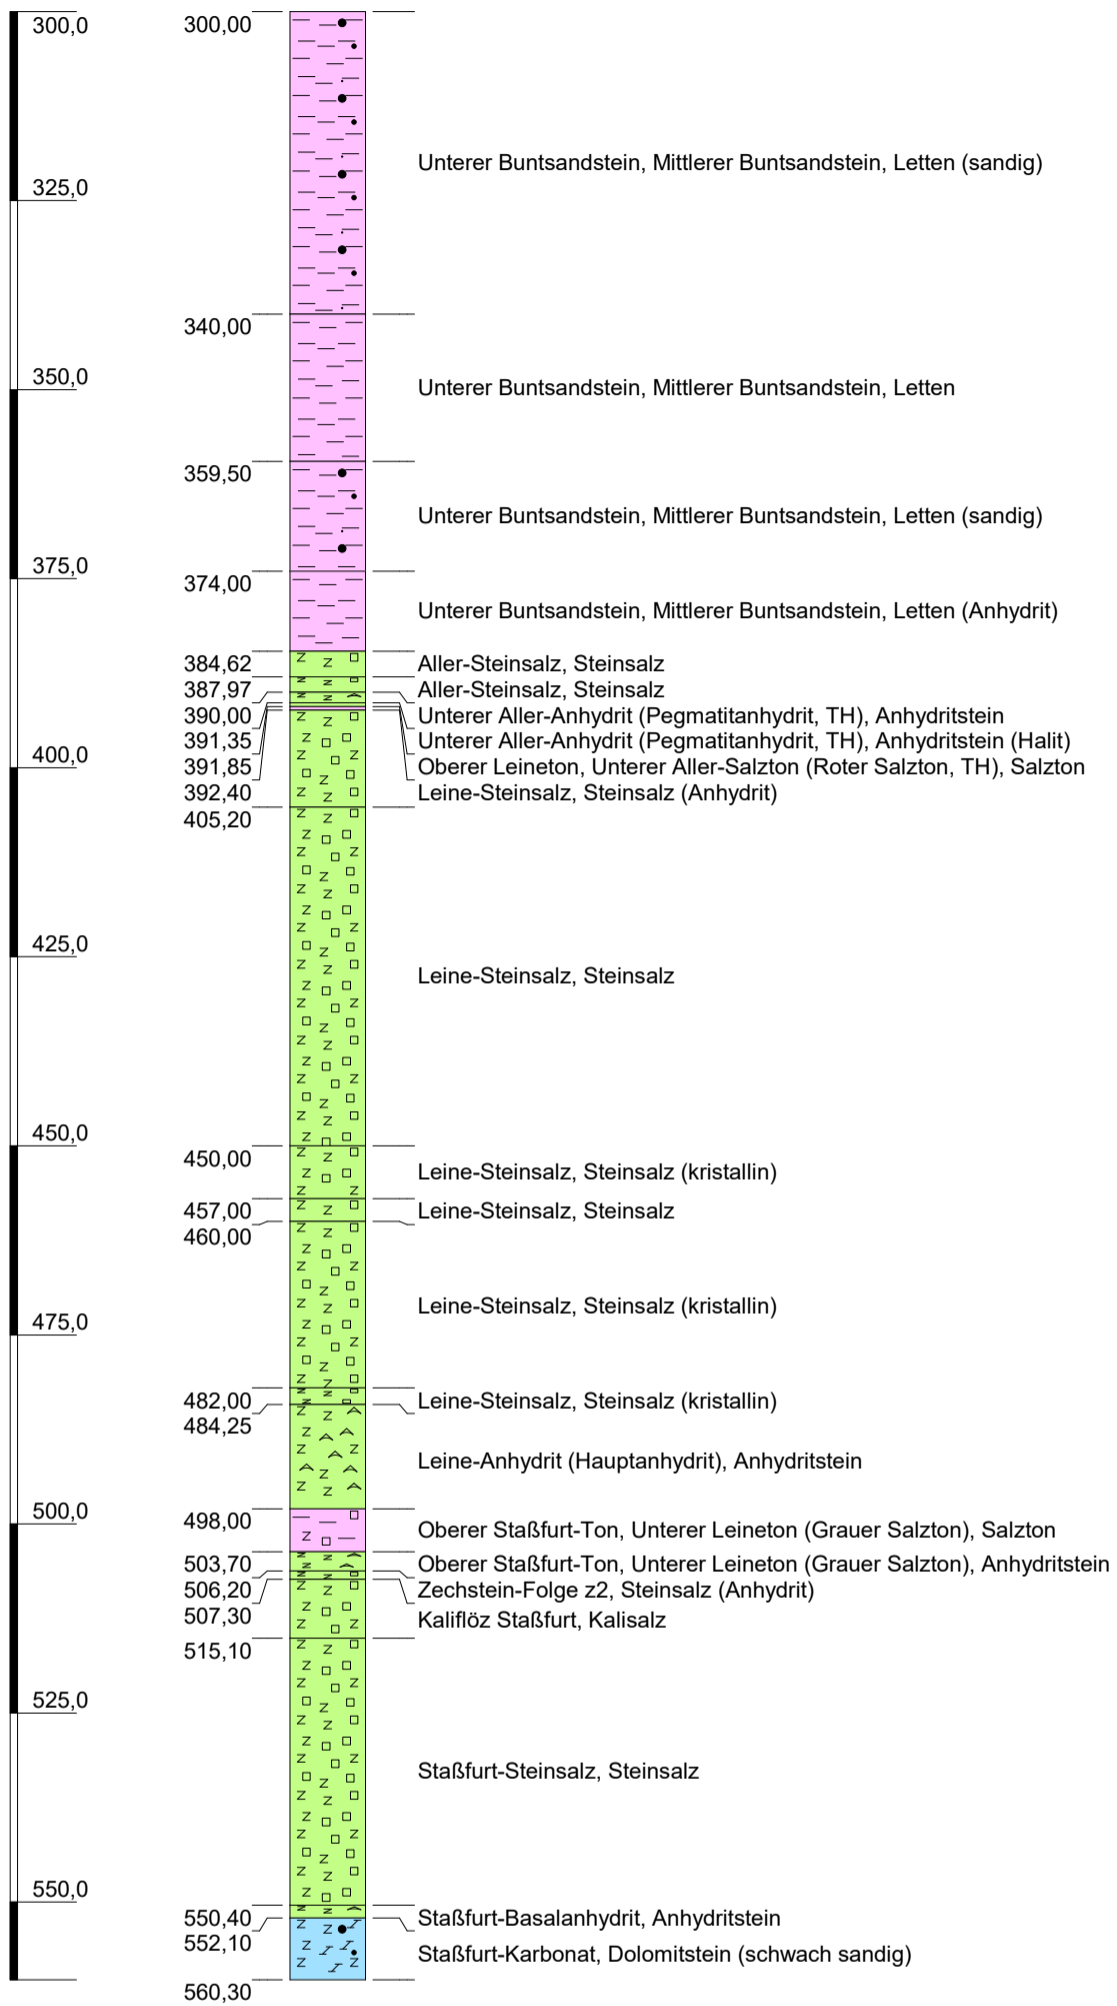 300,0
300,00
Unterer Buntsandstein, Mittlerer Buntsandstein, Letten (sandig)
325,0
340,00
350,0
Unterer Buntsandstein, Mittlerer Buntsandstein, Letten
359,50
Unterer Buntsandstein, Mittlerer Buntsandstein, Letten (sandig)
375,0
374,00
Unterer Buntsandstein, Mittlerer Buntsandstein, Letten (Anhydrit)
384,62
Aller-Steinsalz, Steinsalz
387,97
Aller-Steinsalz, Steinsalz
390,00
Unterer Aller-Anhydrit (Pegmatitanhydrit, TH), Anhydritstein
391,35
Unterer Aller-Anhydrit (Pegmatitanhydrit, TH), Anhydritstein (Halit)
400,0
391,85
Oberer Leineton, Unterer Aller-Salzton (Roter Salzton, TH), Salzton
392,40
Leine-Steinsalz, Steinsalz (Anhydrit)
405,20
425,0
Leine-Steinsalz, Steinsalz
450,0
450,00
Leine-Steinsalz, Steinsalz (kristallin)
457,00
Leine-Steinsalz, Steinsalz
460,00
Leine-Steinsalz, Steinsalz (kristallin)
475,0
482,00
Leine-Steinsalz, Steinsalz (kristallin)
484,25
Leine-Anhydrit (Hauptanhydrit), Anhydritstein
500,0
498,00
Oberer Staßfurt-Ton, Unterer Leineton (Grauer Salzton), Salzton
503,70
Oberer Staßfurt-Ton, Unterer Leineton (Grauer Salzton), Anhydritstein
506,20
Zechstein-Folge z2, Steinsalz (Anhydrit)
507,30
Kaliflöz Staßfurt, Kalisalz
515,10
525,0
Staßfurt-Steinsalz, Steinsalz
550,0
550,40
Staßfurt-Basalanhydrit, Anhydritstein
552,10
Staßfurt-Karbonat, Dolomitstein (schwach sandig)
560,30